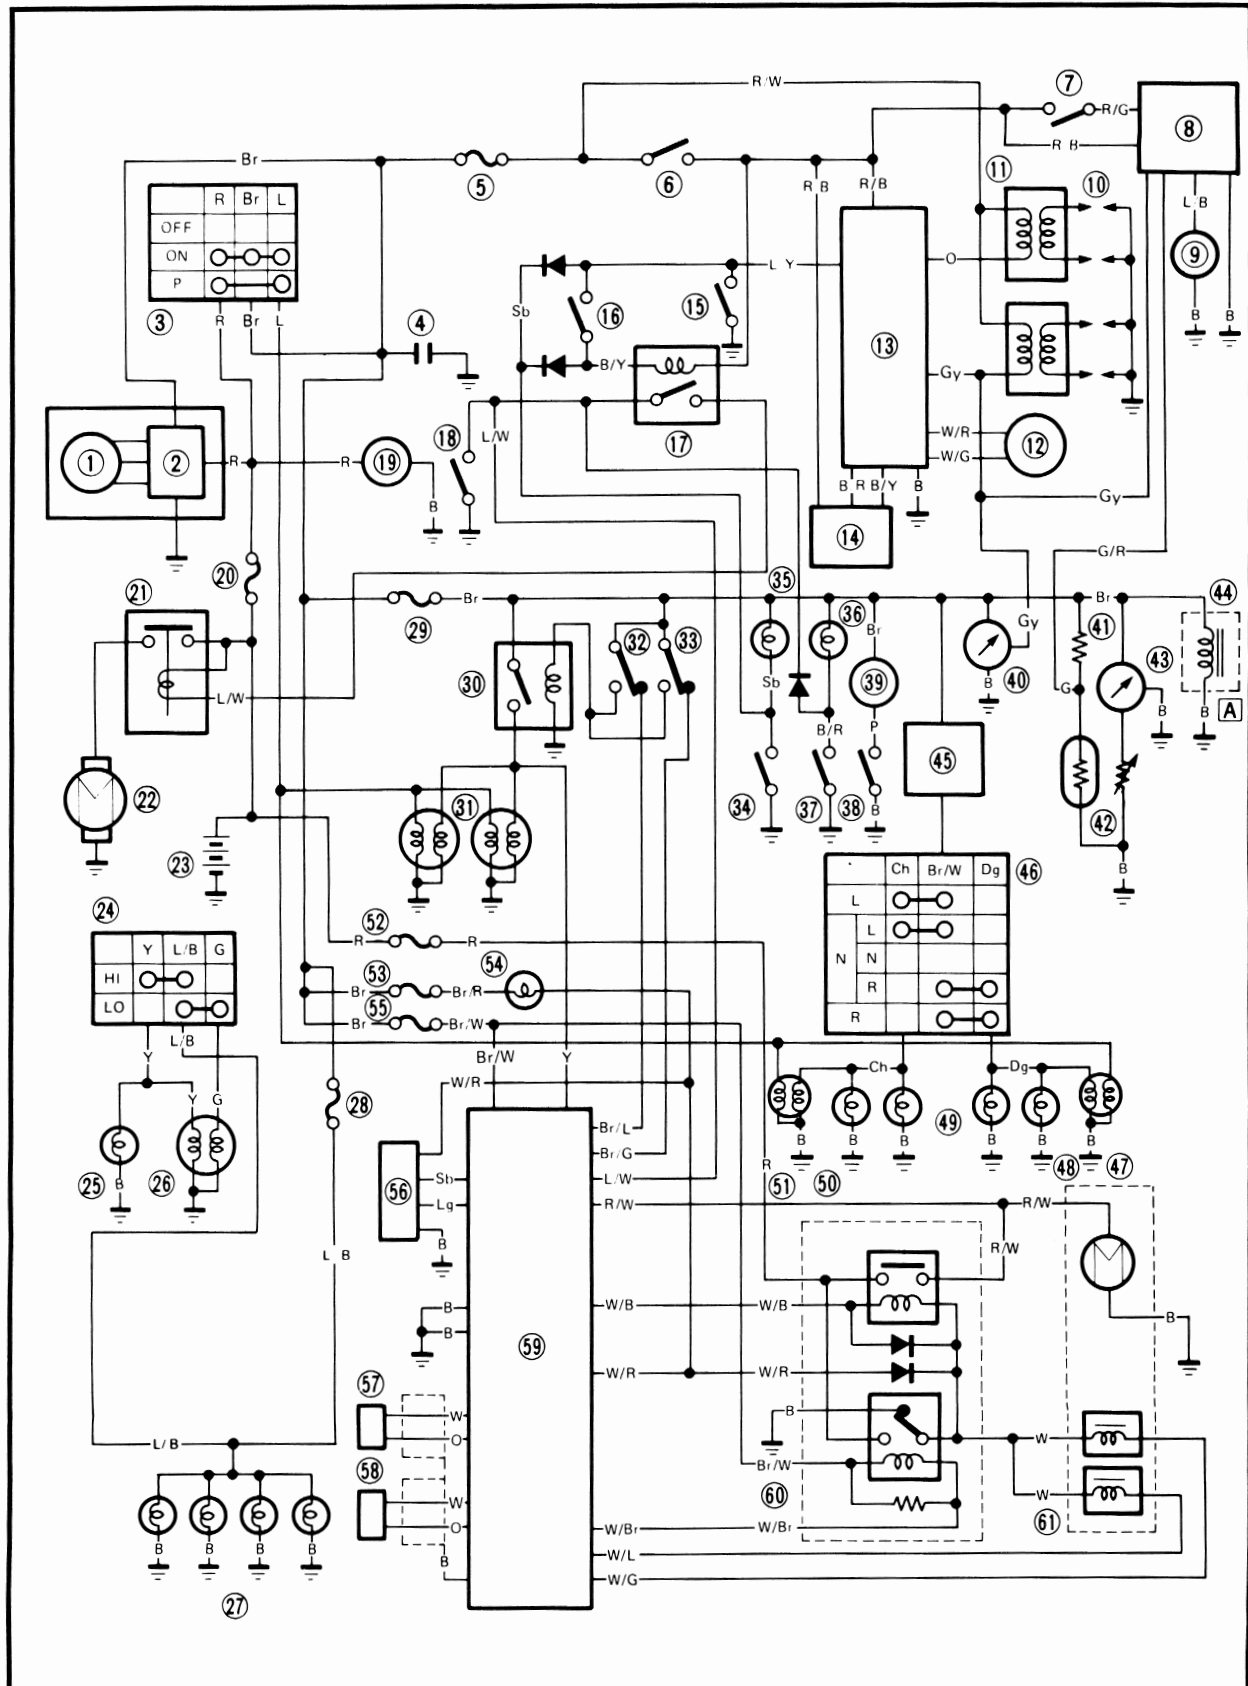 R/W
7
R/G
8
R B
Br
5
6
R B
R/B
11
10
L B
9
B
B
R Br L
OFF
ON
P
3
R Br L
4
L Y
O
Sb
16
15
13
B/Y
Gy
17
18
L/W
W/R
W/G
12
1
2
R
R
19
B
B R B/Y B
14
Gy
G/R
20
21
29
Br
35
36
Br
Br
44
41
43
Gy
30
32
33
39
40
B
G
L/W
Sb
B/R
P
B
B
A
22
31
34
37
38
B
45
42
B
23
24
Ch Br/W Dg
46
L
L
N N
R
R
Y L/B G
HI
LO
52
R
R
53
54
Br
Br/R
55
Br
Br/W
L/B
Y
Br/W
Y
W/R
Ch
Dg
Y
G
28
49
B B B B B B
Br/L
Br/G
L/W
R/W
R
51
50
48
47
25
B
26
56
Sb
Lg
B
R/W
R/W
L B
B
B
59
W/B
W/B
B
W/R
W/R
57
W
O
B
58
W
O
L/B
W
Br/W
60
W
61
W/Br
W/Br
B
W/L
W/G
B B B B
27